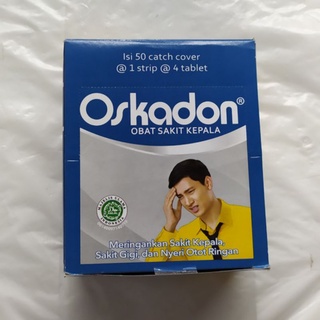 Isi 50 catch cover
@ 1 strip @ 4 tablet
Oskadon®
OBAT SAKIT KEPALA
Meringankan Sakit Kepala,
Sakit Gigi, dan Nyeri Otot Ringan